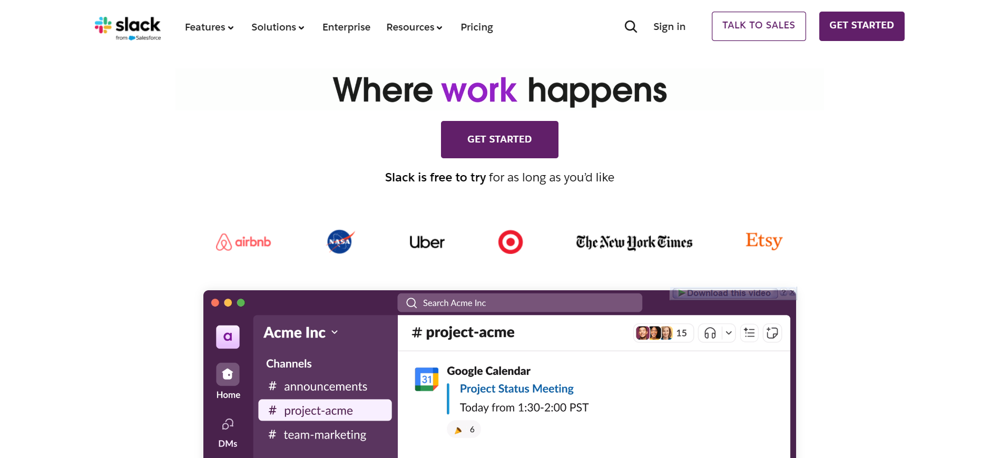 slack
from Salesforce
Features
Solutions
Enterprise
Resources
Pricing
Sign in
TALK TO SALES
GET STARTED
Where work happens
GET STARTED
Slack is free to try for as long as you’d like
airbnb
NASA
Uber
The New York Times
Etsy
Download this video ? x
Search Acme Inc
a
Home
DMs
Acme Inc
Channels
# announcements
# project-acme
# team-marketing
# project-acme
15
31
Google Calendar
Project Status Meeting
Today from 1:30-2:00 PST
6